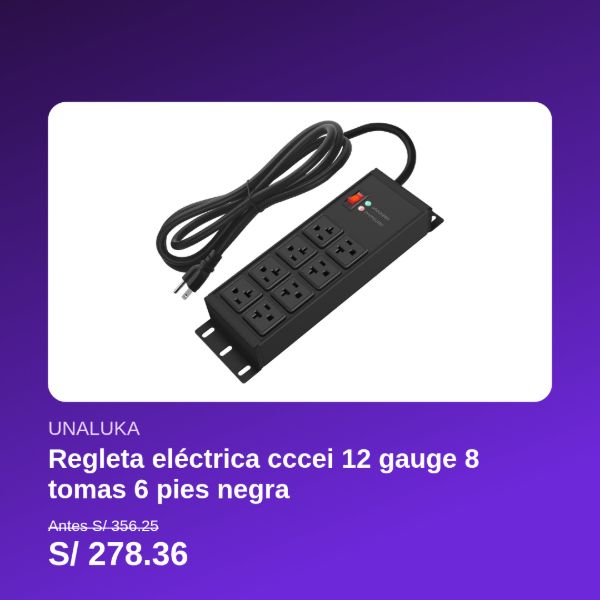 UNALUKA
Regleta eléctrica cccei 12 gauge 8
tomas 6 pies negra
Antes S/ 356.25
S/ 278.36